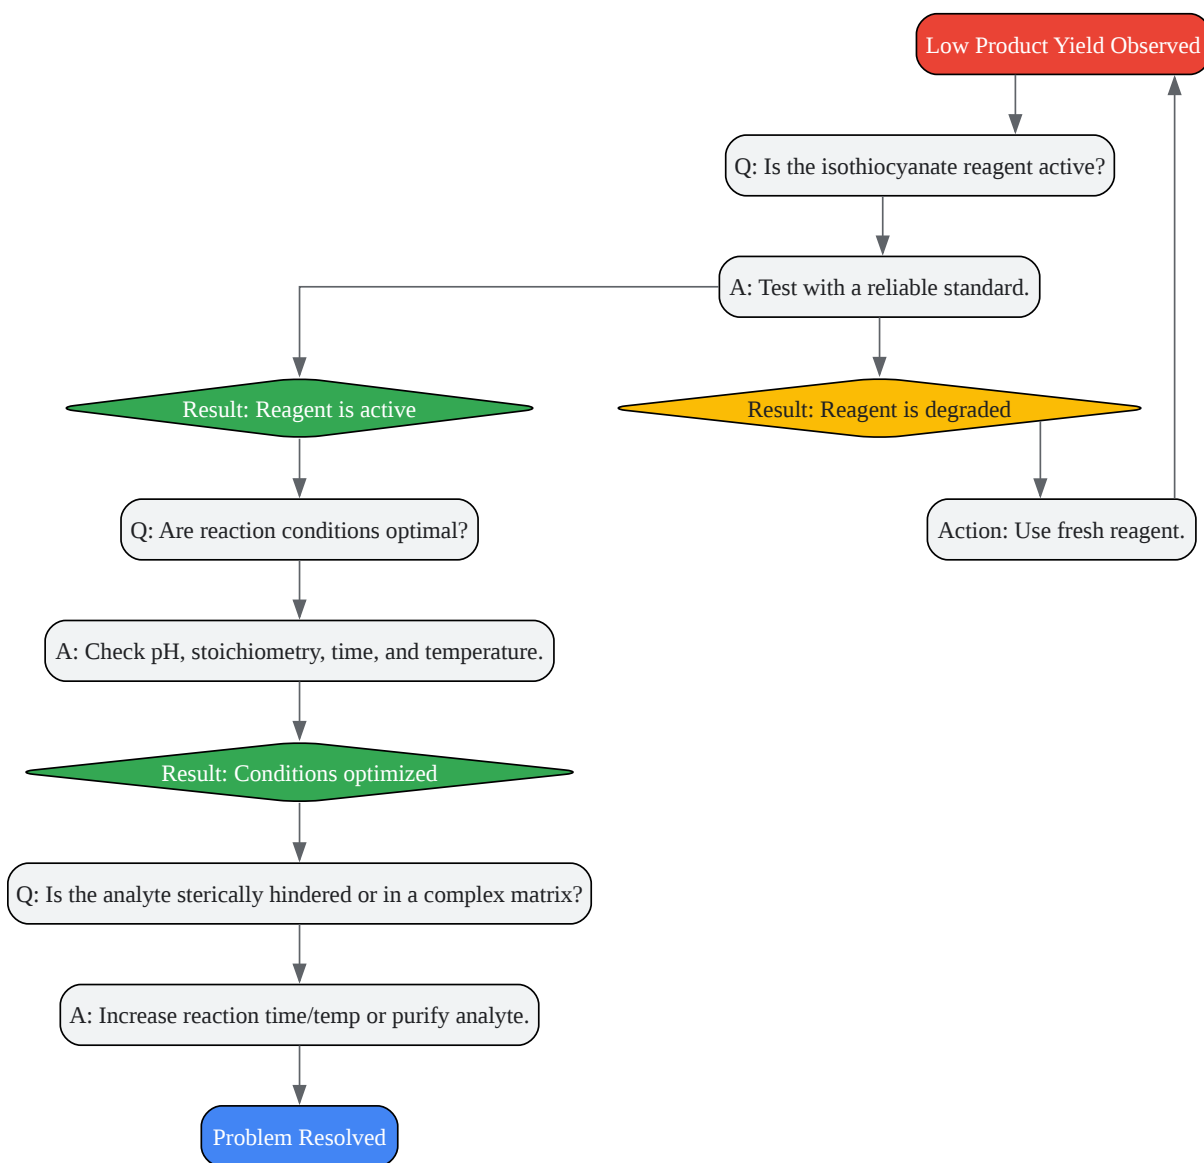 Low Product Yield Observed
Q: Is the isothiocyanate reagent active?
A: Test with a reliable standard.
Result: Reagent is active
Result: Reagent is degraded
Q: Are reaction conditions optimal?
Action: Use fresh reagent.
A: Check pH, stoichiometry, time, and temperature.
Result: Conditions optimized
Q: Is the analyte sterically hindered or in a complex matrix?
A: Increase reaction time/temp or purify analyte.
Problem Resolved